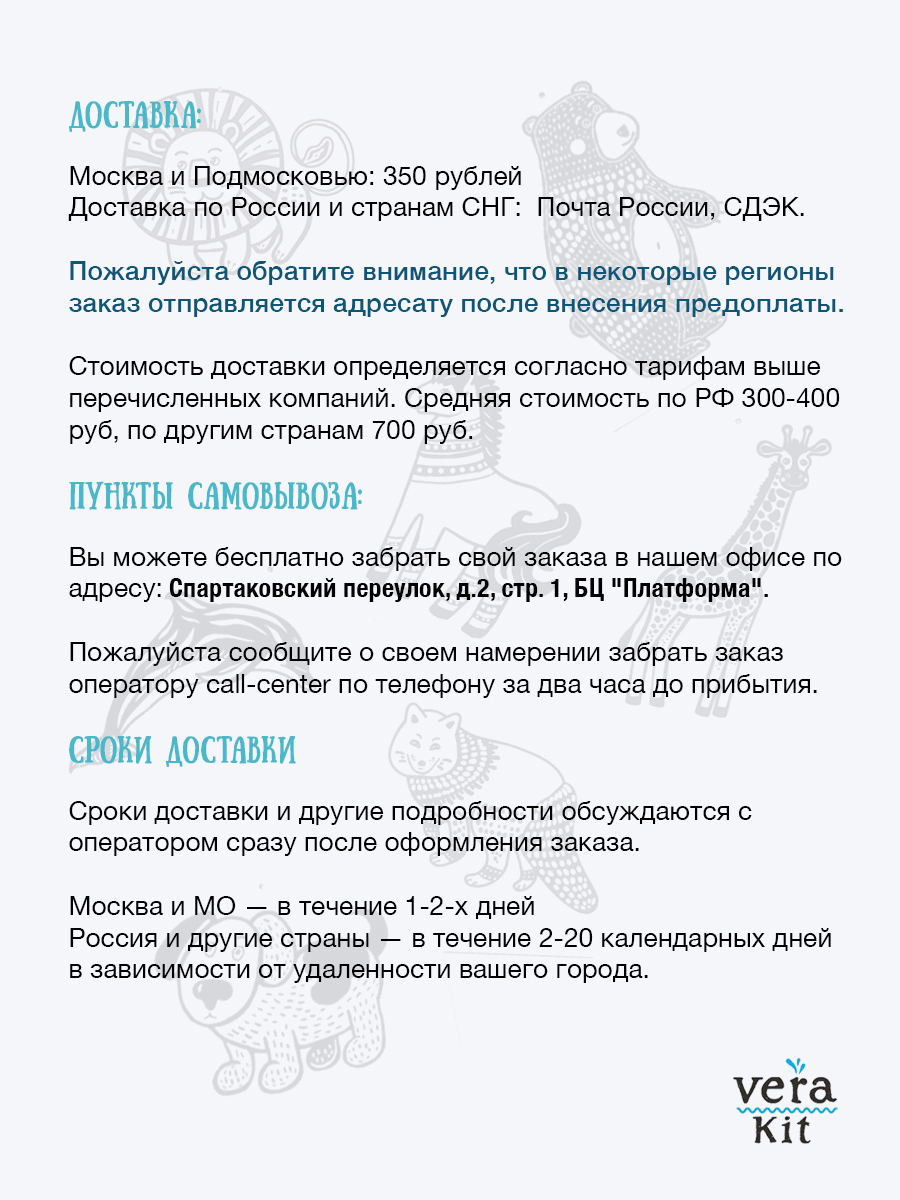 ДОСТАВКА:
Москва и Подмосковью: 350 рублей
Доставка по России и странам СНГ:  Почта России, СДЭК.
Пожалуйста обратите внимание, что в некоторые регионы
заказ отправляется адресату после внесения предоплаты.
Стоимость доставки определяется согласно тарифам выше
перечисленных компаний. Средняя стоимость по РФ 300-400
руб, по другим странам 700 руб.
ПУНКТЫ САМОВЫВОЗА:
Вы можете бесплатно забрать свой заказа в нашем офисе по
адресу: Спартаковский переулок, д.2, стр. 1, БЦ "Платформа".
Пожалуйста сообщите о своем намерении забрать заказ
оператору call-center по телефону за два часа до прибытия.
СРОКИ ДОСТАВКИ
Сроки доставки и другие подробности обсуждаются с
оператором сразу после оформления заказа.
Москва и МО — в течение 1-2-х дней
Россия и другие страны — в течение 2-20 календарных дней
в зависимости от удаленности вашего города.
vera
Kit